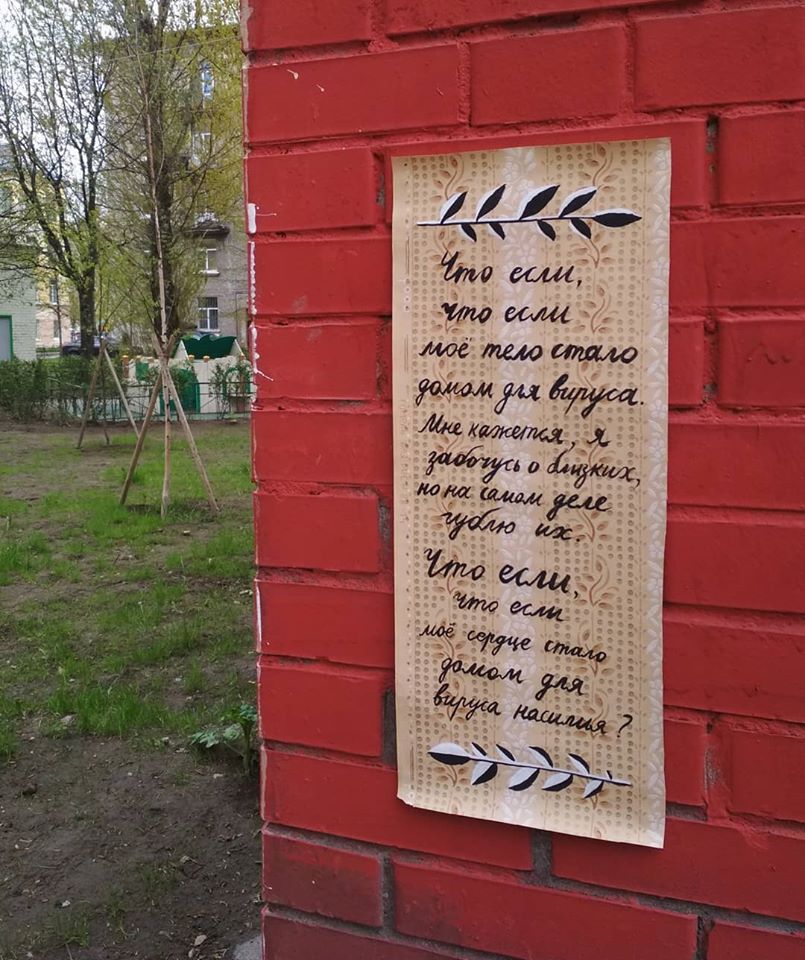 Что если,
что если
моё тело стало
домом для вируса.
Мне кажется, я
забочусь о близких,
но на самом деле
гублю их.
Что если,
что если
моё сердце стало
домом для
вируса насилия?